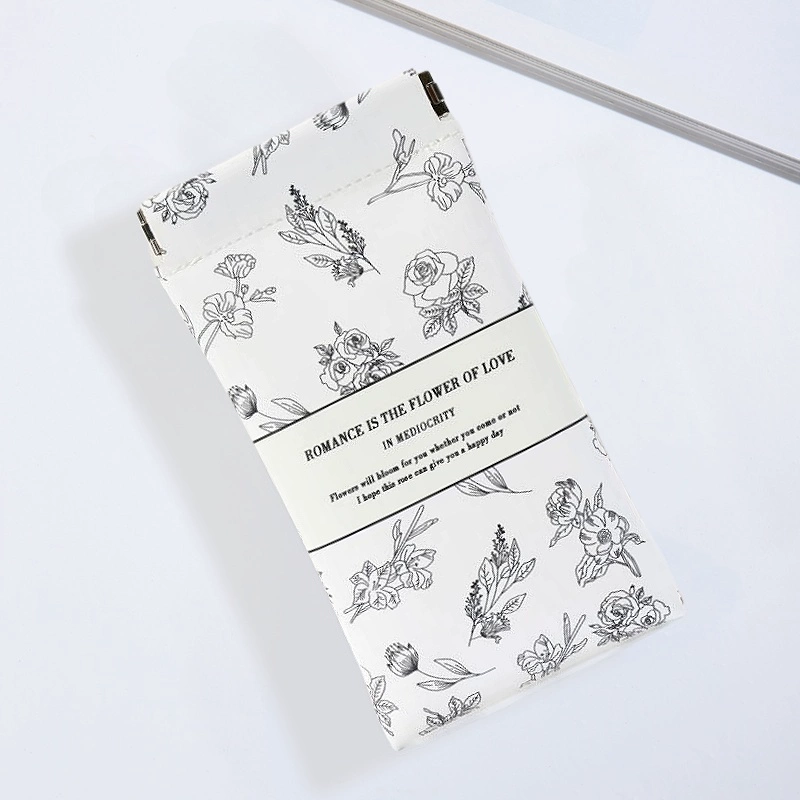 ROMANCE IS THE FLOWER OF LOVE
IN MEDIOCRITY
Flowers will bloom for you whether you come or not
I hope this rose can give you a happy day